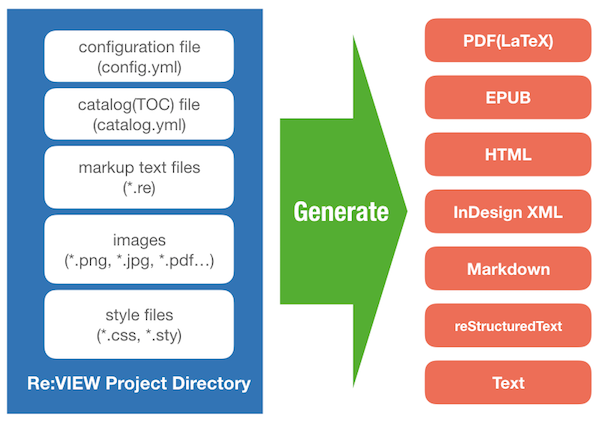 configuration file
(config.yml)
catalog(TOC) file
(catalog.yml)
markup text files
(*.re)
images
(*.png, *.jpg, *.pdf…)
style files
(*.css, *.sty)
Re:VIEW Project Directory
Generate
PDF(LaTeX)
EPUB
HTML
InDesign XML
Markdown
reStructuredText
Text